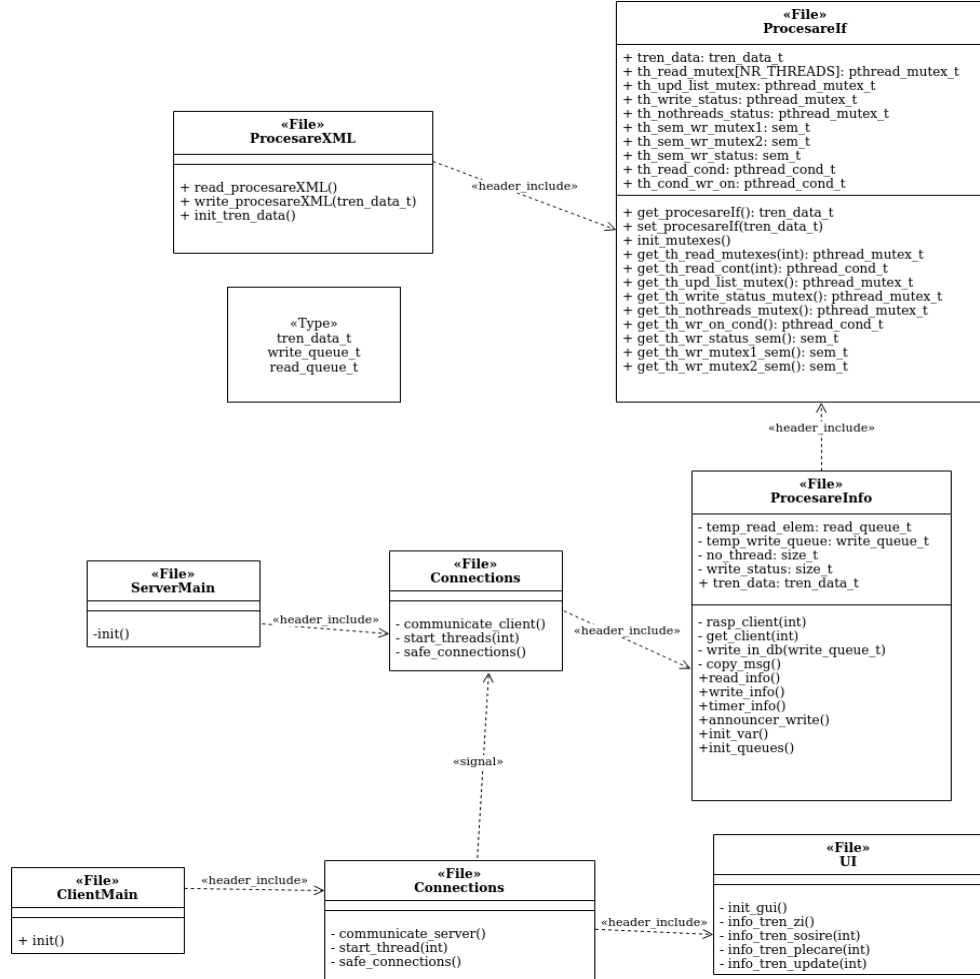 «File»
ProcesareIf
+ tren_data: tren_data_t
+ th_read_mutex[NR_THREADS]: pthread_mutex_t
+ th_upd_list_mutex: pthread_mutex_t
+ th_write_status: pthread_mutex_t
+ th_nothreads_status: pthread_mutex_t
+ th_sem_wr_mutex1: sem_t
+ th_sem_wr_mutex2: sem_t
+ th_sem_wr_status: sem_t
+ th_read_cond: pthread_cond_t
+ th_cond_wr_on: pthread_cond_t
+ get_procesareIf(): tren_data_t
+ set_procesareIf(tren_data_t)
+ init_mutexes()
+ get_th_read_mutexes(int): pthread_mutex_t
+ get_th_read_cont(int): pthread_cond_t
+ get_th_upd_list_mutex(): pthread_mutex_t
+ get_th_write_status_mutex(): pthread_mutex_t
+ get_th_nothreads_mutex(): pthread_mutex_t
+ get_th_wr_on_cond(): pthread_cond_t
+ get_th_wr_status_sem(): sem_t
+ get_th_wr_mutex1_sem(): sem_t
+ get_th_wr_mutex2_sem(): sem_t
«File»
ProcesareXML
+ read_procesareXML()
+ write_procesareXML(tren_data_t)
+ init_tren_data()
«header_include»
«Type»
tren_data_t
write_queue_t
read_queue_t
«header_include»
«File»
ProcesareInfo
- temp_read_elem: read_queue_t
- temp_write_queue: write_queue_t
- no_thread: size_t
- write_status: size_t
+ tren_data: tren_data_t
- rasp_client(int)
- get_client(int)
- write_in_db(write_queue_t)
- copy_msg()
+read_info()
+write_info()
+timer_info()
+announcer_write()
+init_var()
+init_queues()
«File»
ServerMain
-init()
«header_include»
«File»
Connections
- communicate_client()
- start_threads(int)
- safe_connections()
«header_include»
«signal»
«File»
ClientMain
+ init()
«header_include»
«File»
Connections
- communicate_server()
- start_thread(int)
- safe_connections()
«header_include»
«File»
UI
- init_gui()
- info_tren_zi()
- info_tren_sosire(int)
- info_tren_plecare(int)
- info_tren_update(int)